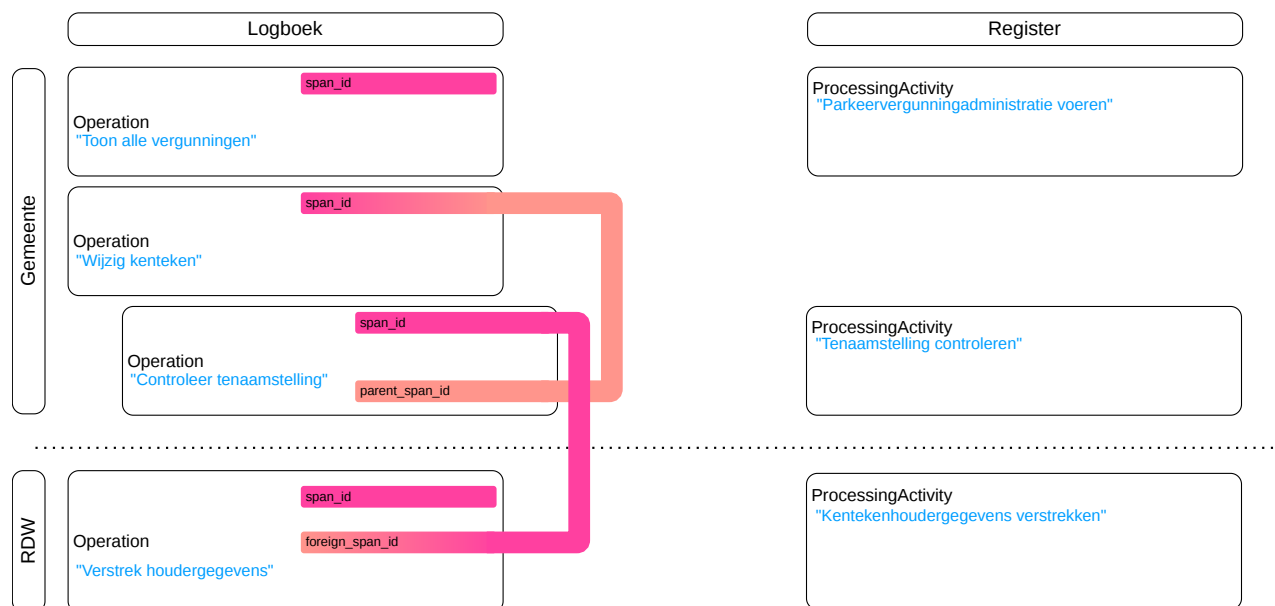 Logboek
Register
Gemeente
span_id
Operation
"Toon alle vergunningen"
ProcessingActivity
"Parkeervergunningadministratie voeren"
span_id
Operation
"Wijzig kenteken"
span_id
Operation
"Controleer tenaamstelling"
parent_span_id
ProcessingActivity
"Tenaamstelling controleren"
RDW
span_id
Operation
foreign_span_id
"Verstrek houdergegevens"
ProcessingActivity
"Kentekenhoudergegevens verstrekken"